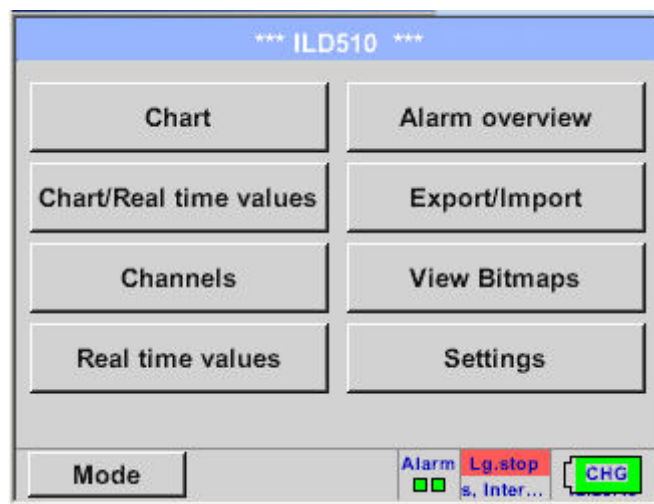 *** ILD510 ***
Chart
Alarm overview
Chart/Real time values
Export/Import
Channels
View Bitmaps
Real time values
Settings
Mode
Alarm
Lg.stop
s, Inter...
CHG